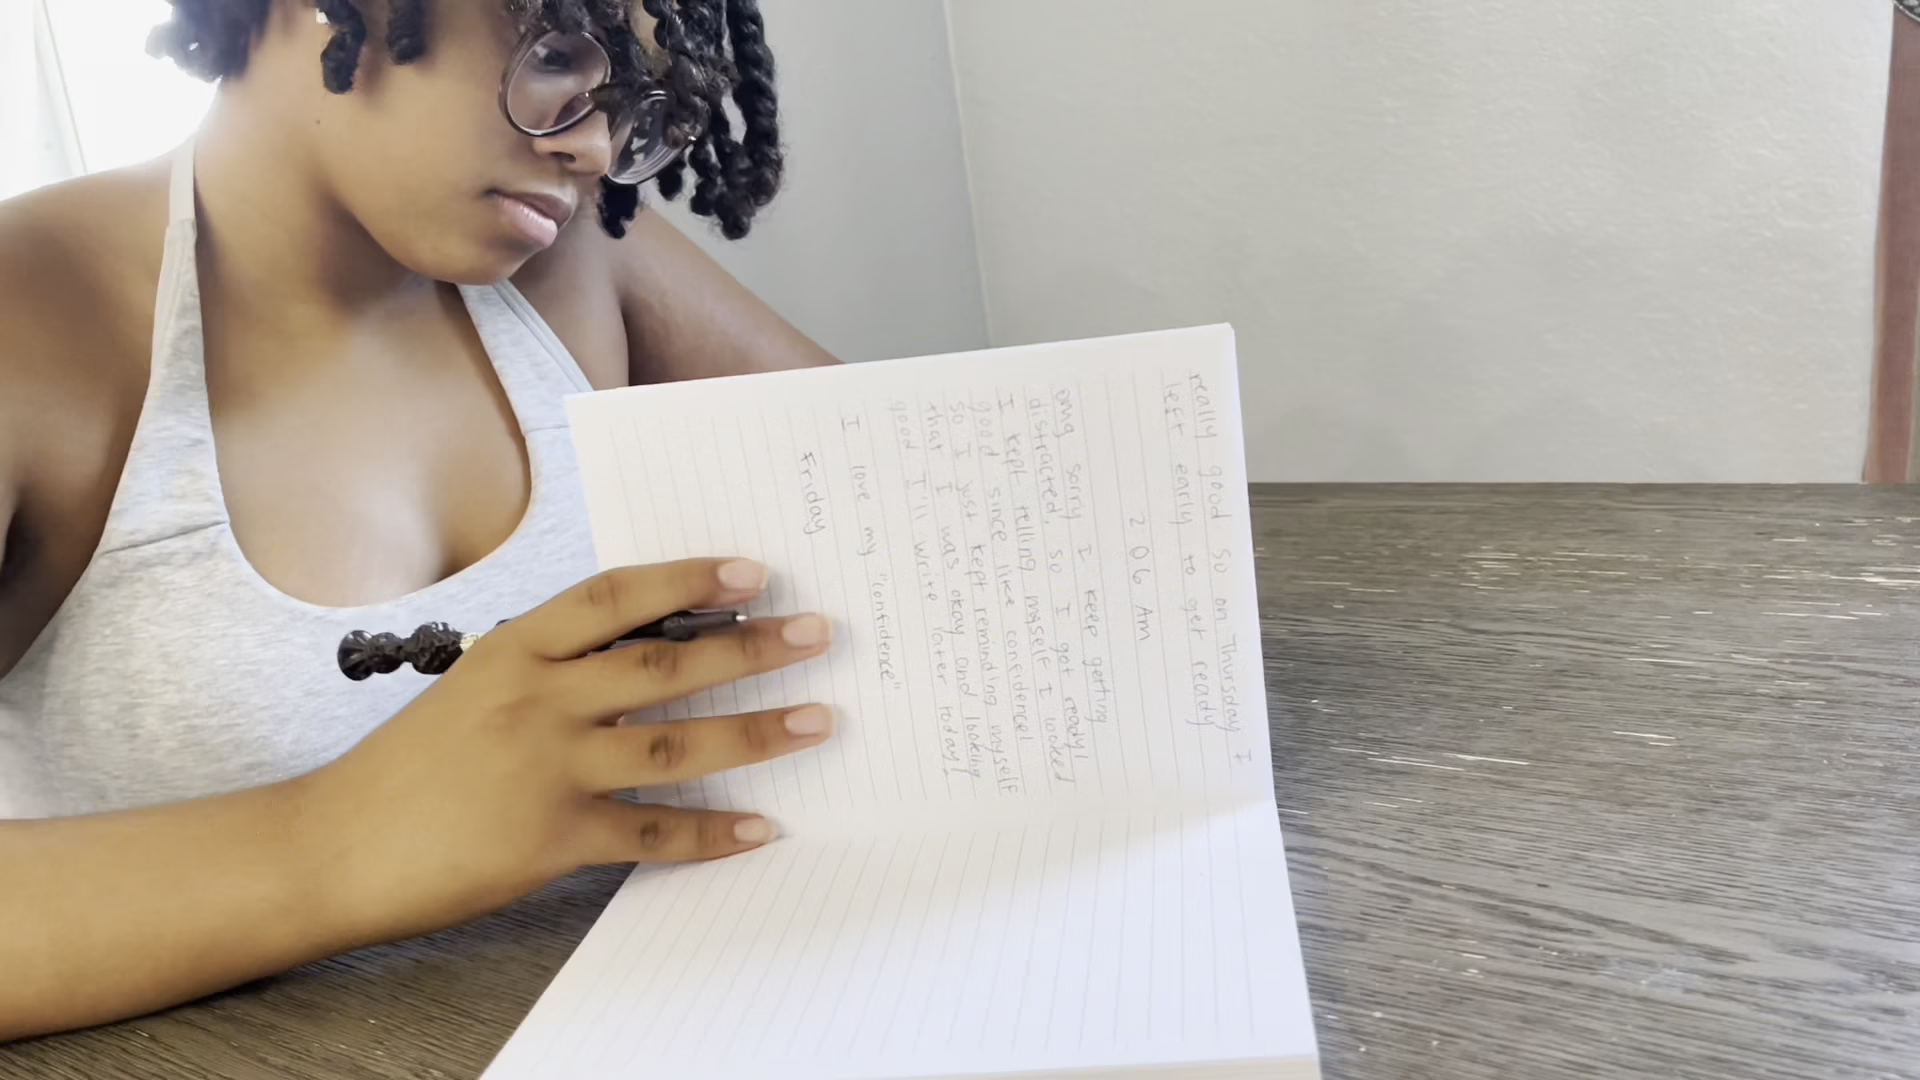 really good so on Thursday I
left early to get ready
2 06 Am
omg sorry I keep getting
distracted. so I got ready!
I kept telling myself I looked
good since like confidence!
so I just kept reminding myself
that I was okay and looking
good I'll write later today!
I love my "confidence"
Friday